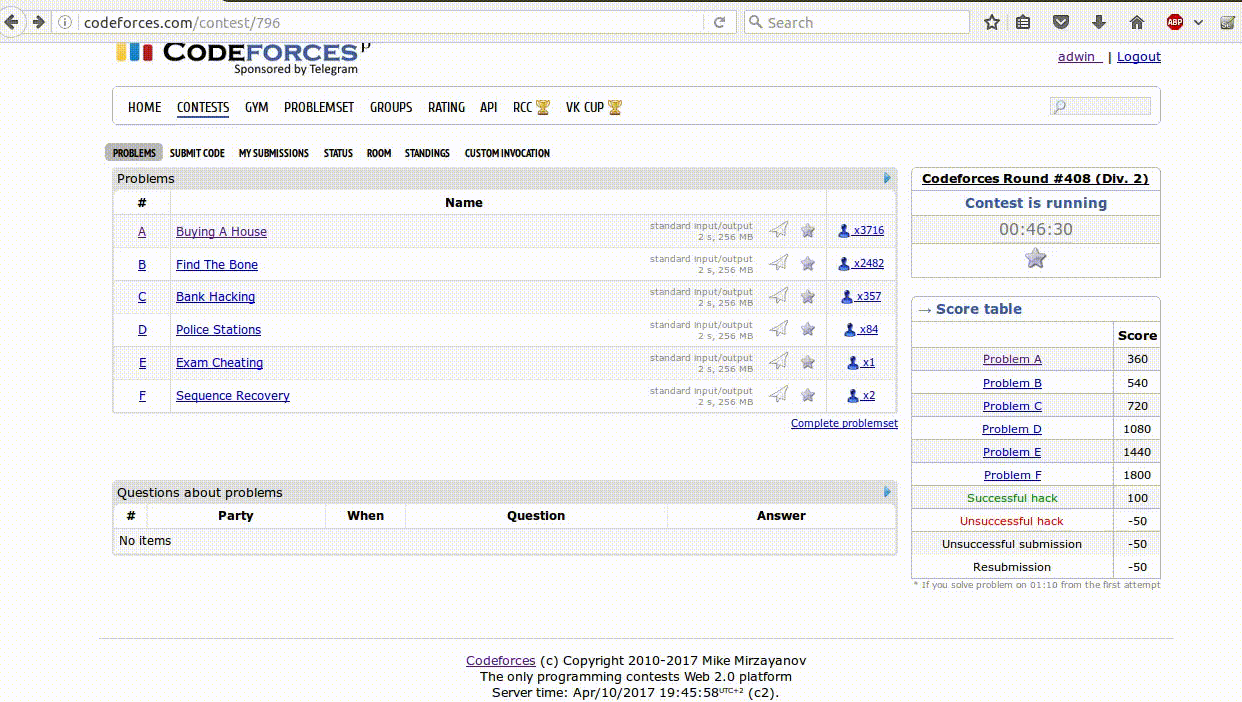 codeforces.com/contest/796 Search ABP
CODEFORCES
Sponsored by Telegram
admin | Logout
HOME CONTESTS GYM PROBLEMSET GROUPS RATING API RCC VK CUP
PROBLEMS SUBMIT CODE MY SUBMISSIONS STATUS ROOM STANDINGS CUSTOM INVOCATION
Problems
# Name
A Buying A House standard input/output x3716
2 s, 256 MB
B Find The Bone standard input/output x2482
2 s, 256 MB
C Bank Hacking standard input/output x357
2 s, 256 MB
D Police Stations standard input/output x84
2 s, 256 MB
E Exam Cheating standard input/output x1
2 s, 256 MB
F Sequence Recovery standard input/output x2
2 s, 256 MB
Complete problemset
Questions about problems
# Party When Question Answer
No items
Codeforces Round #408 (Div. 2)
Contest is running
00:46:30
→ Score table
Score
Problem A 360
Problem B 540
Problem C 720
Problem D 1080
Problem E 1440
Problem F 1800
Successful hack 100
Unsuccessful hack -50
Unsuccessful submission -50
Resubmission -50
* If you solve problem on 01:10 from the first attempt
Codeforces (c) Copyright 2010-2017 Mike Mirzayanov
The only programming contests Web 2.0 platform
Server time: Apr/10/2017 19:45:58 UTC+2 (c2).